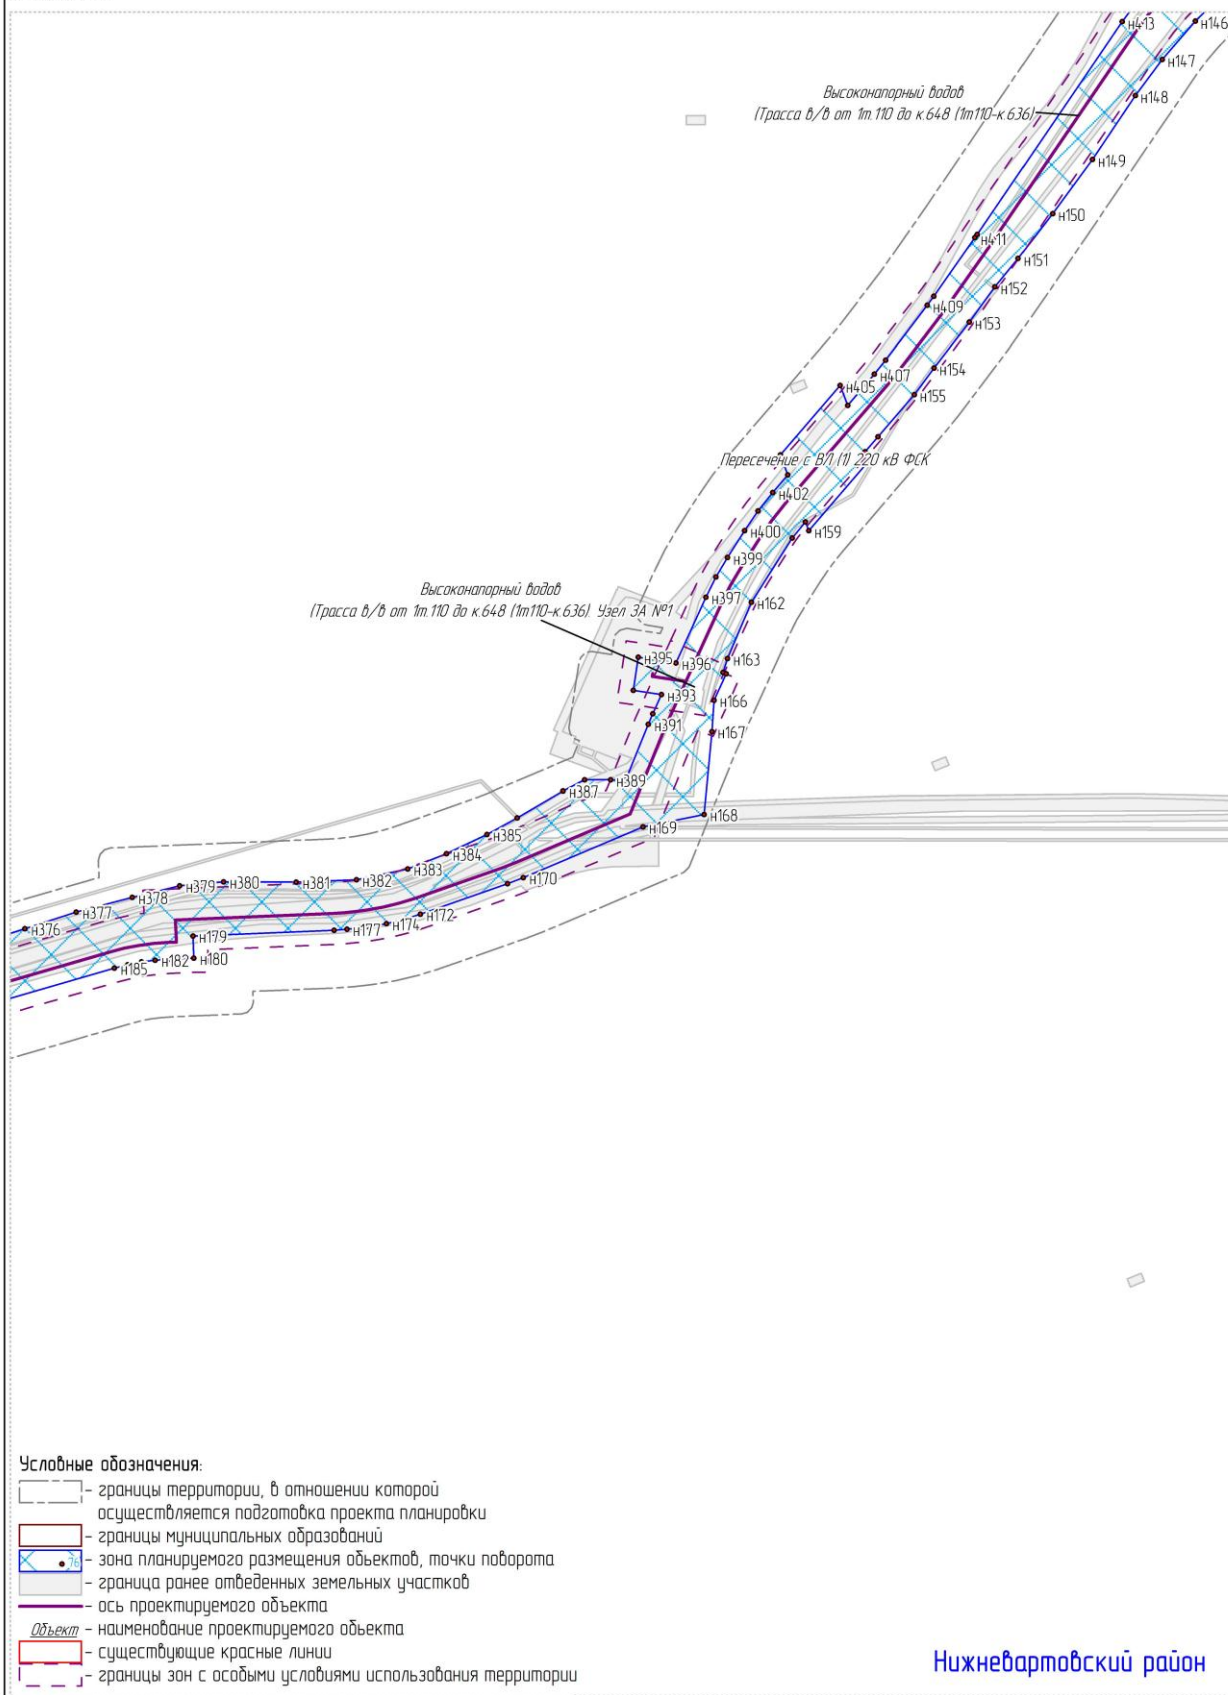 н413
н146
н147
Высоконапорный водов
(Трасса в/в от 1т.110 до к.648 (1т110-к.636)
н148
н149
н150
н411
н151
н152
н409
н153
н154
н407
н405
н155
Пересечение с ВЛ (1) 220 кВ ФСК
н402
н400
н159
н399
Высоконапорный водов
(Трасса в/в от 1т.110 до к.648 (1т110-к.636). Узел ЗА №1
н397
н162
н395
н396
н163
н393
н166
н391
н167
н389
н387
н168
н385
н169
н384
н383
н170
н382
н381
н380
н379
н378
н377
н172
н174
н376
н177
н179
н180
н182
н185
Условные обозначения:
- границы территории, в отношении которой
осуществляется подготовка проекта планировки
- границы муниципальных образований
76 - зона планируемого размещения объектов, точки поворота
- граница ранее отведенных земельных участков
- ось проектируемого объекта
Объект - наименование проектируемого объекта
- существующие красные линии
- границы зон с особыми условиями использования территории
Нижневартовский район